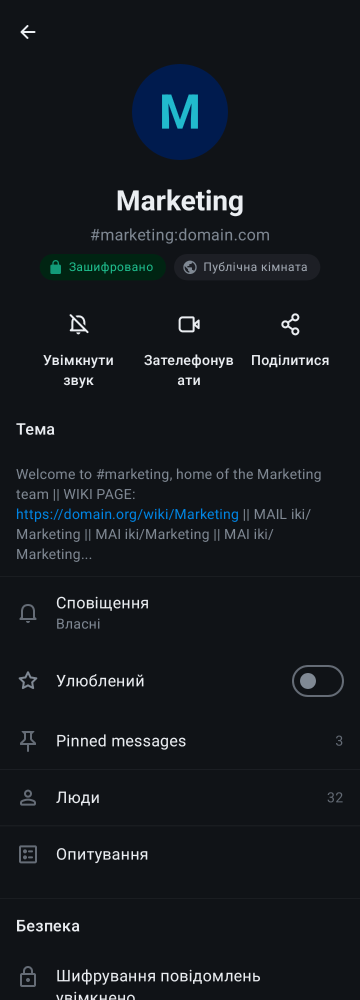 M
Marketing
#marketing:domain.com
Зашифровано
Публічна кімната
Увімкнути
звук
Зателефонув
ати
Поділитися
Тема
Welcome to #marketing, home of the Marketing
team || WIKI PAGE:
https://domain.org/wiki/Marketing || MAIL iki/
Marketing || MAI iki/Marketing || MAI iki/
Marketing...
Сповіщення
Власні
Улюблений
Pinned messages 3
Люди 32
Опитування
Безпека
Шифрування повідомлень
увімкнено